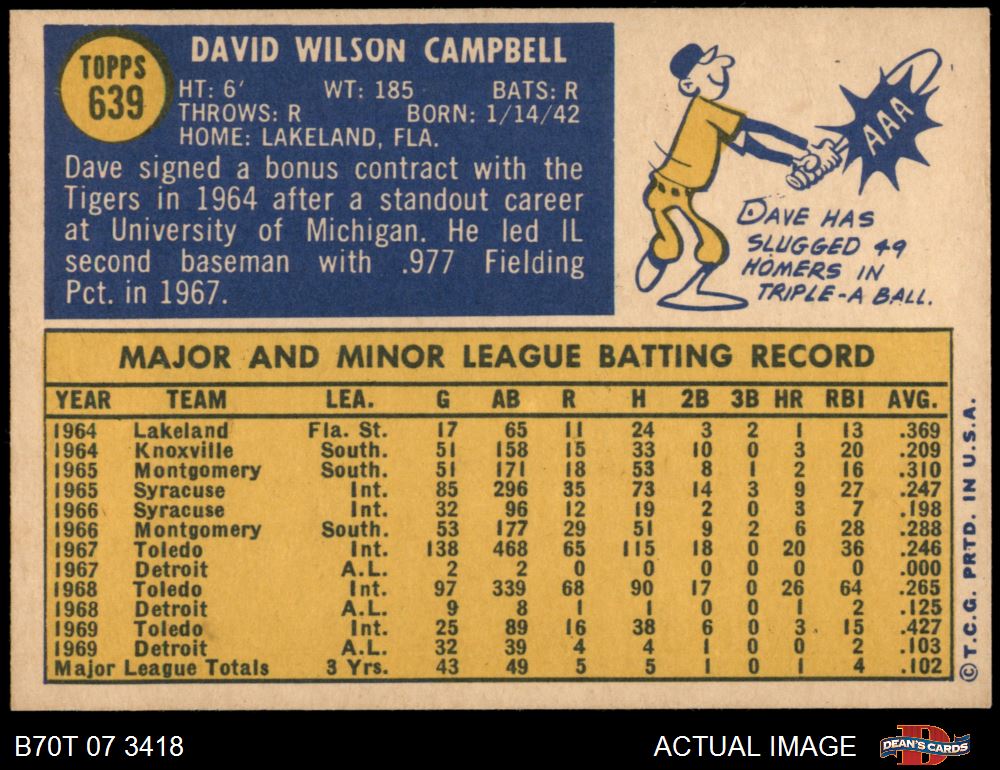 TOPPS
639
DAVID WILSON CAMPBELL
HT: 6' WT: 185 BATS: R
THROWS: R BORN: 1/14/42
HOME: LAKELAND, FLA.
Dave signed a bonus contract with the
Tigers in 1964 after a standout career
at University of Michigan. He led IL
second baseman with .977 Fielding
Pct. in 1967.
AAA
DAVE HAS
SLUGGED 49
HOMERS IN
TRIPLE-A BALL.
MAJOR AND MINOR LEAGUE BATTING RECORD
YEAR TEAM LEA. G AB R H 2B 3B HR RBI AVG.
1964 Lakeland Fla. St. 17 65 11 24 3 2 1 13 .369
1964 Knoxville South. 51 158 15 33 10 0 3 20 .209
1965 Montgomery South. 51 171 18 53 8 1 2 16 .310
1965 Syracuse Int. 85 296 35 73 14 3 9 27 .247
1966 Syracuse Int. 32 96 12 19 2 0 3 7 .198
1966 Montgomery South. 53 177 29 51 9 2 6 28 .288
1967 Toledo Int. 138 468 65 115 18 0 20 36 .246
1967 Detroit A.L. 2 2 0 0 0 0 0 0 .000
1968 Toledo Int. 97 339 68 90 17 0 26 64 .265
1968 Detroit A.L. 9 8 1 1 0 0 1 2 .125
1969 Toledo Int. 25 89 16 38 6 0 3 15 .427
1969 Detroit A.L. 32 39 4 4 1 0 0 2 .103
Major League Totals 3 Yrs. 43 49 5 5 1 0 1 4 .102
© T.C.G. PRTD. IN U.S.A.
B70T 07 3418
ACTUAL IMAGE
D
DEAN'S CARDS